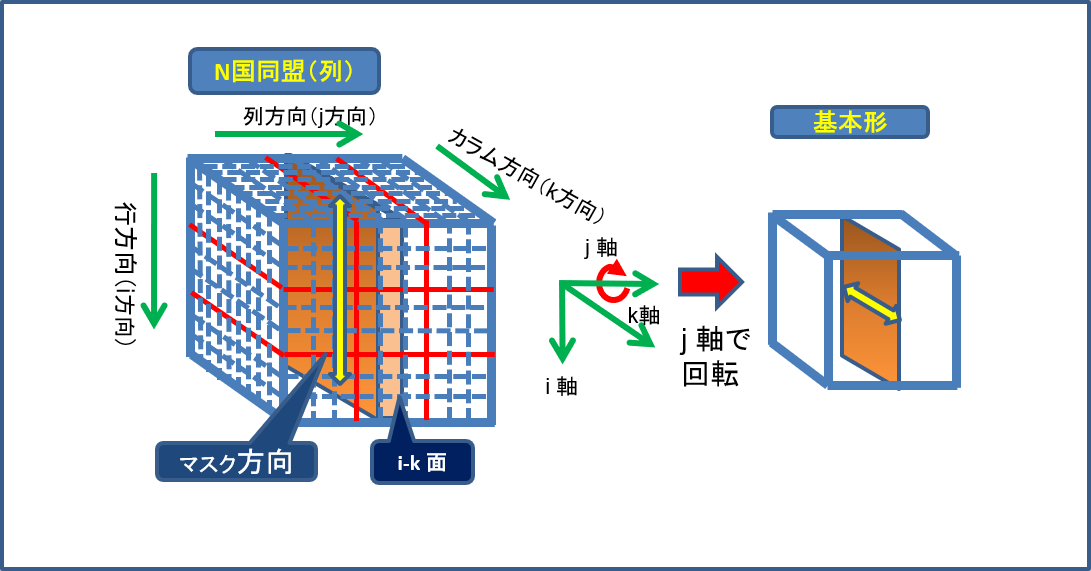 N国同盟(列)
列方向(j方向)
カラム方向(k方向)
行方向(i方向)
基本形
j 軸
k軸
i 軸
j 軸で
回転
マスク方向
i-k 面